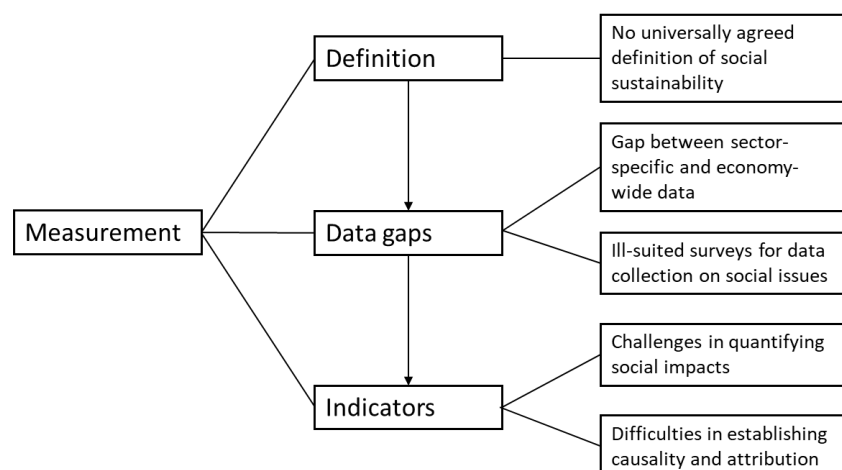 Measurement
Definition
Data gaps
Indicators
No universally agreed
definition of social
sustainability
Gap between sector-
specific and economy-
wide data
Ill-suited surveys for data
collection on social issues
Challenges in quantifying
social impacts
Difficulties in establishing
causality and attribution